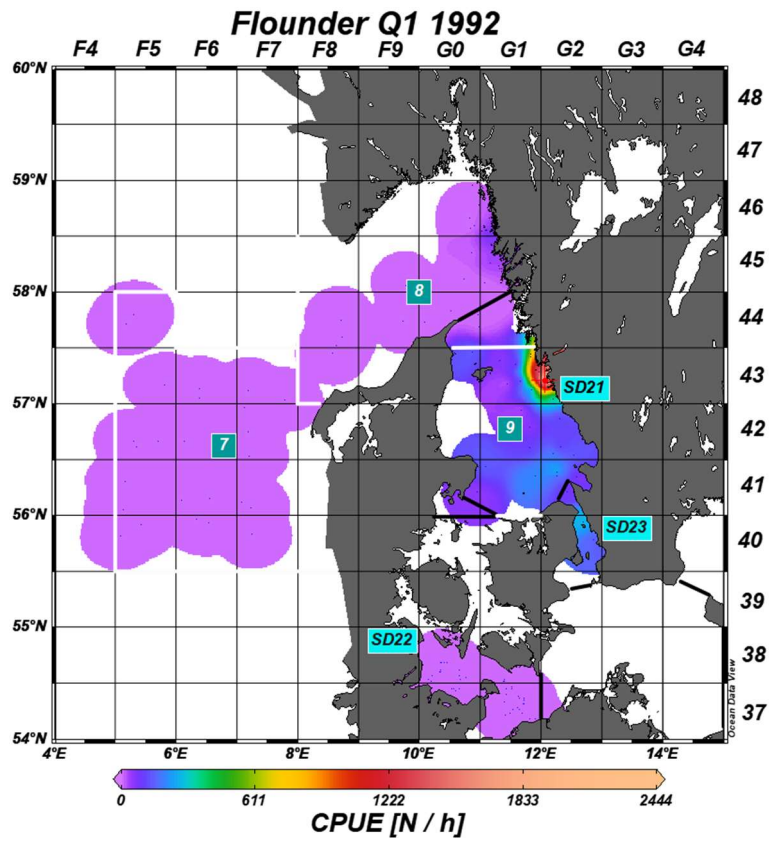 Flounder Q1 1992
F4 F5 F6 F7 F8 F9 G0 G1 G2 G3 G4
60°N
48
47
59°N
46
45
58°N
8
44
43
SD21
57°N
9
42
7
41
56°N
SD23
40
39
55°N
SD22
38
37
Ocean Data View
54°N
4°E 6°E 8°E 10°E 12°E 14°E
0 611 1222 1833 2444
CPUE [N / h]